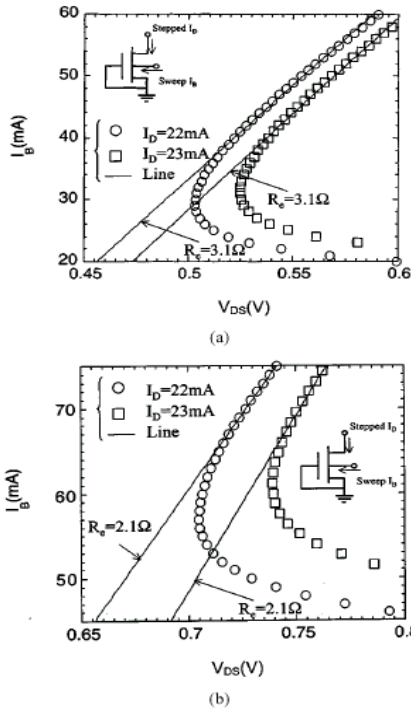 (a)
60
50
40
30
20
I_B(mA)
Stepped I_D
Sweep I_B
I_D=22mA
I_D=23mA
Line
R_e=3.1Ω
R_e=3.1Ω
0.45
0.5
0.55
0.6
V_DS(V)
(a)
70
60
50
I_B(mA)
I_D=22mA
I_D=23mA
Line
Stepped I_D
Sweep I_B
R_e=2.1Ω
R_e=2.1Ω
0.65
0.7
0.75
0.8
V_DS(V)
(b)